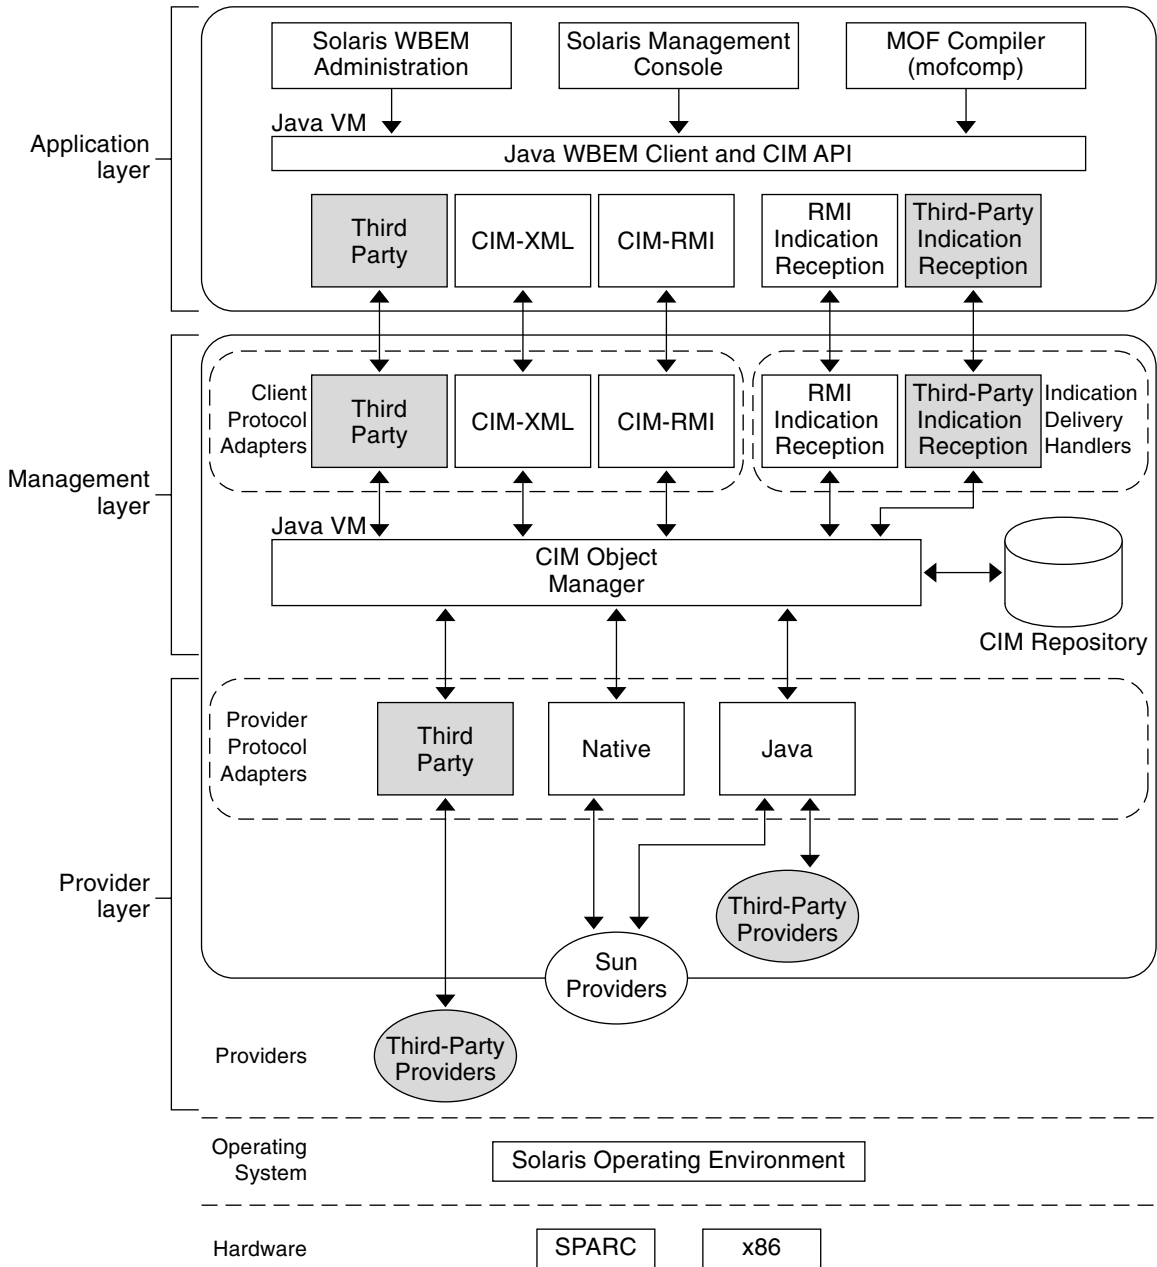 Solaris WBEM
Administration
Solaris Management
Console
MOF Compiler
(mofcomp)
Java VM
Java WBEM Client and CIM API
Application
layer
Third
Party
CIM-XML
CIM-RMI
RMI
Indication
Reception
Third-Party
Indication
Reception
Client
Protocol
Adapters
Third
Party
CIM-XML
CIM-RMI
RMI
Indication
Reception
Third-Party
Indication
Reception
Indication
Delivery
Handlers
Management
layer
Java VM
CIM Object
Manager
CIM Repository
Provider
Protocol
Adapters
Third
Party
Native
Java
Provider
layer
Third-Party
Providers
Sun
Providers
Providers
Third-Party
Providers
Operating
System
Solaris Operating Environment
Hardware
SPARC
x86